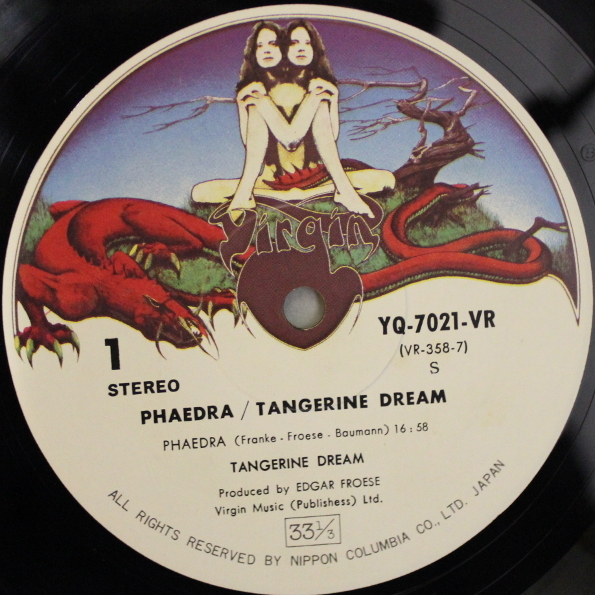 Virgin
1
STEREO
YQ-7021-VR
(VR-358-7)
S
PHAEDRA / TANGERINE DREAM
PHAEDRA (Franke - Froese - Baumann) 16:58
TANGERINE DREAM
Produced by EDGAR FROESE
Virgin Music (Publishess) Ltd.
33 1/3
ALL RIGHTS RESERVED BY NIPPON COLUMBIA CO., LTD. JAPAN